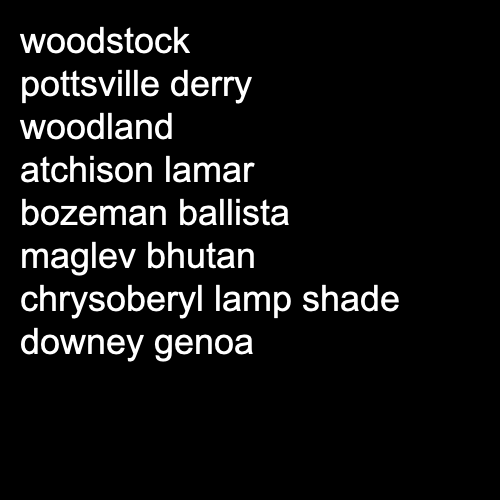 woodstock
pottsville derry
woodland
atchison lamar
bozeman ballista
maglev bhutan
chrysoberyl lamp shade
downey genoa